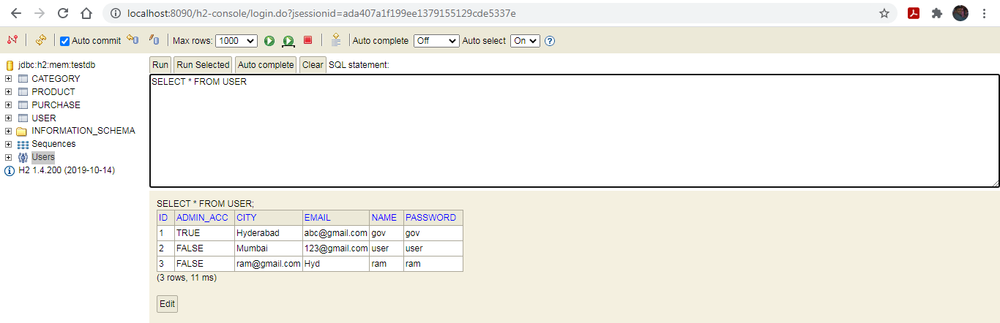 localhost:8090/h2-console/login.do?jsessionid=ada407a1f199ee1379155129cde5337e
Auto commit Max rows: 1000 Auto complete Off Auto select On ?
jdbc:h2:mem:testdb
CATEGORY
PRODUCT
PURCHASE
USER
INFORMATION_SCHEMA
Sequences
Users
H2 1.4.200 (2019-10-14)
Run Run Selected Auto complete Clear SQL statement:
SELECT * FROM USER
SELECT * FROM USER;
ID ADMIN_ACC CITY EMAIL NAME PASSWORD
1 TRUE Hyderabad abc@gmail.com gov gov
2 FALSE Mumbai 123@gmail.com user user
3 FALSE ram@gmail.com Hyd ram ram
(3 rows, 11 ms)
Edit